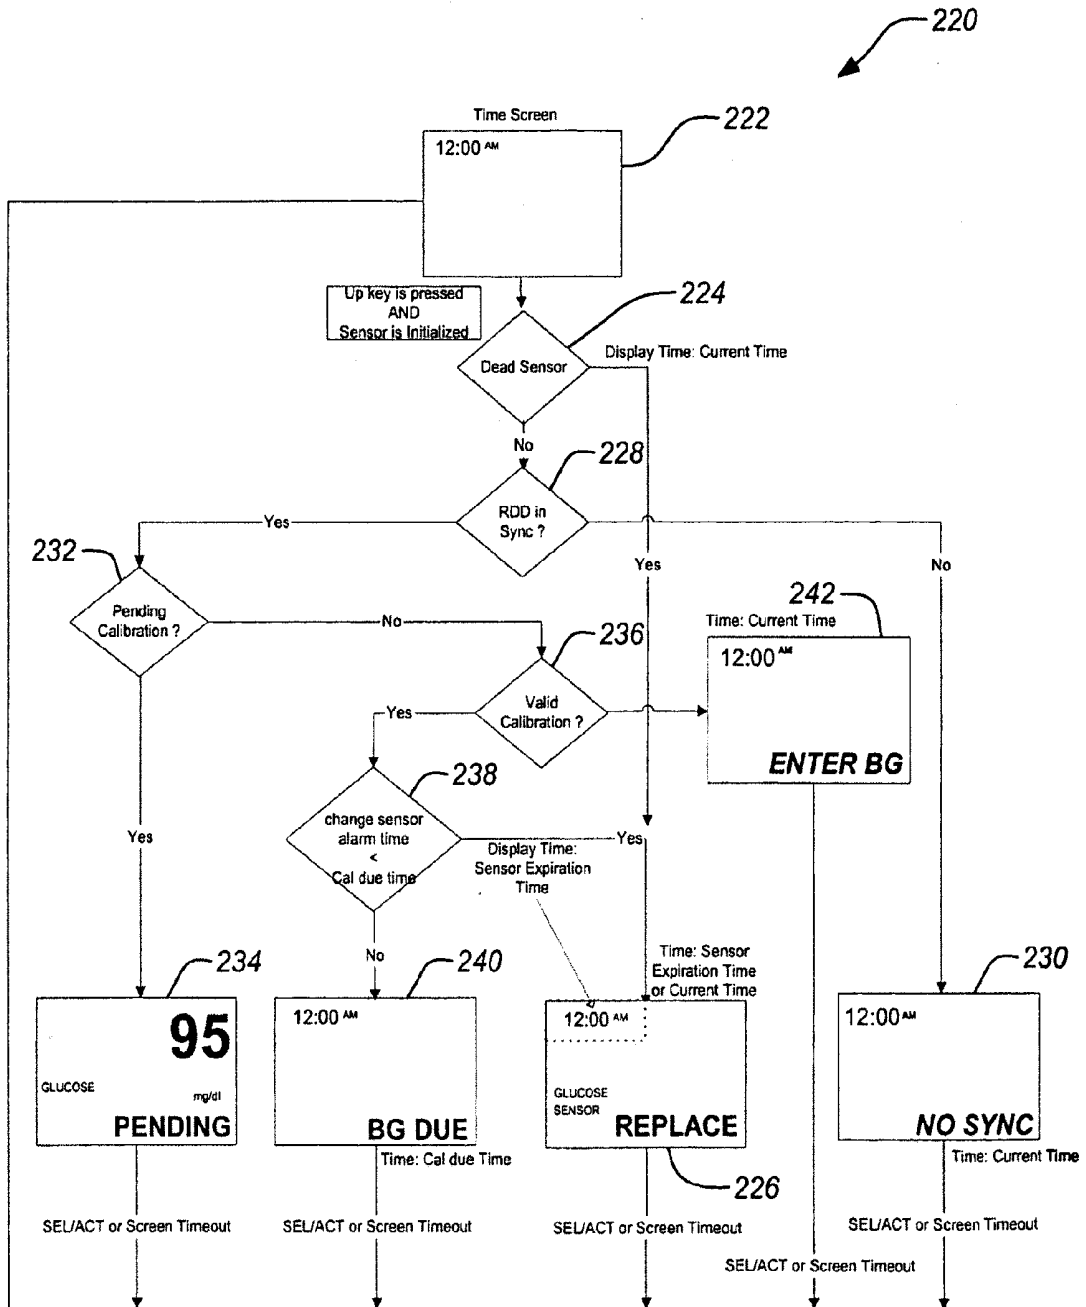 220
Time Screen
222
12:00 AM
Up key is pressed
AND
Sensor is Initialized
224
Dead Sensor
Display Time: Current Time
No
228
RDD in
Sync ?
Yes
232
Yes
No
Pending
Calibration ?
No
236
242
Time: Current Time
12:00 AM
ENTER BG
Valid
Calibration ?
Yes
238
change sensor
alarm time
<
Cal due time
Yes
Yes
Display Time:
Sensor Expiration
Time
No
Time: Sensor
Expiration Time
or Current Time
234
95
GLUCOSE
mg/dl
PENDING
240
12:00 AM
BG DUE
Time: Cal due Time
12:00 AM
GLUCOSE
SENSOR
REPLACE
226
230
12:00 AM
NO SYNC
Time: Current Time
SEL/ACT or Screen Timeout
SEL/ACT or Screen Timeout
SEL/ACT or Screen Timeout
SEL/ACT or Screen Timeout
SEL/ACT or Screen Timeout